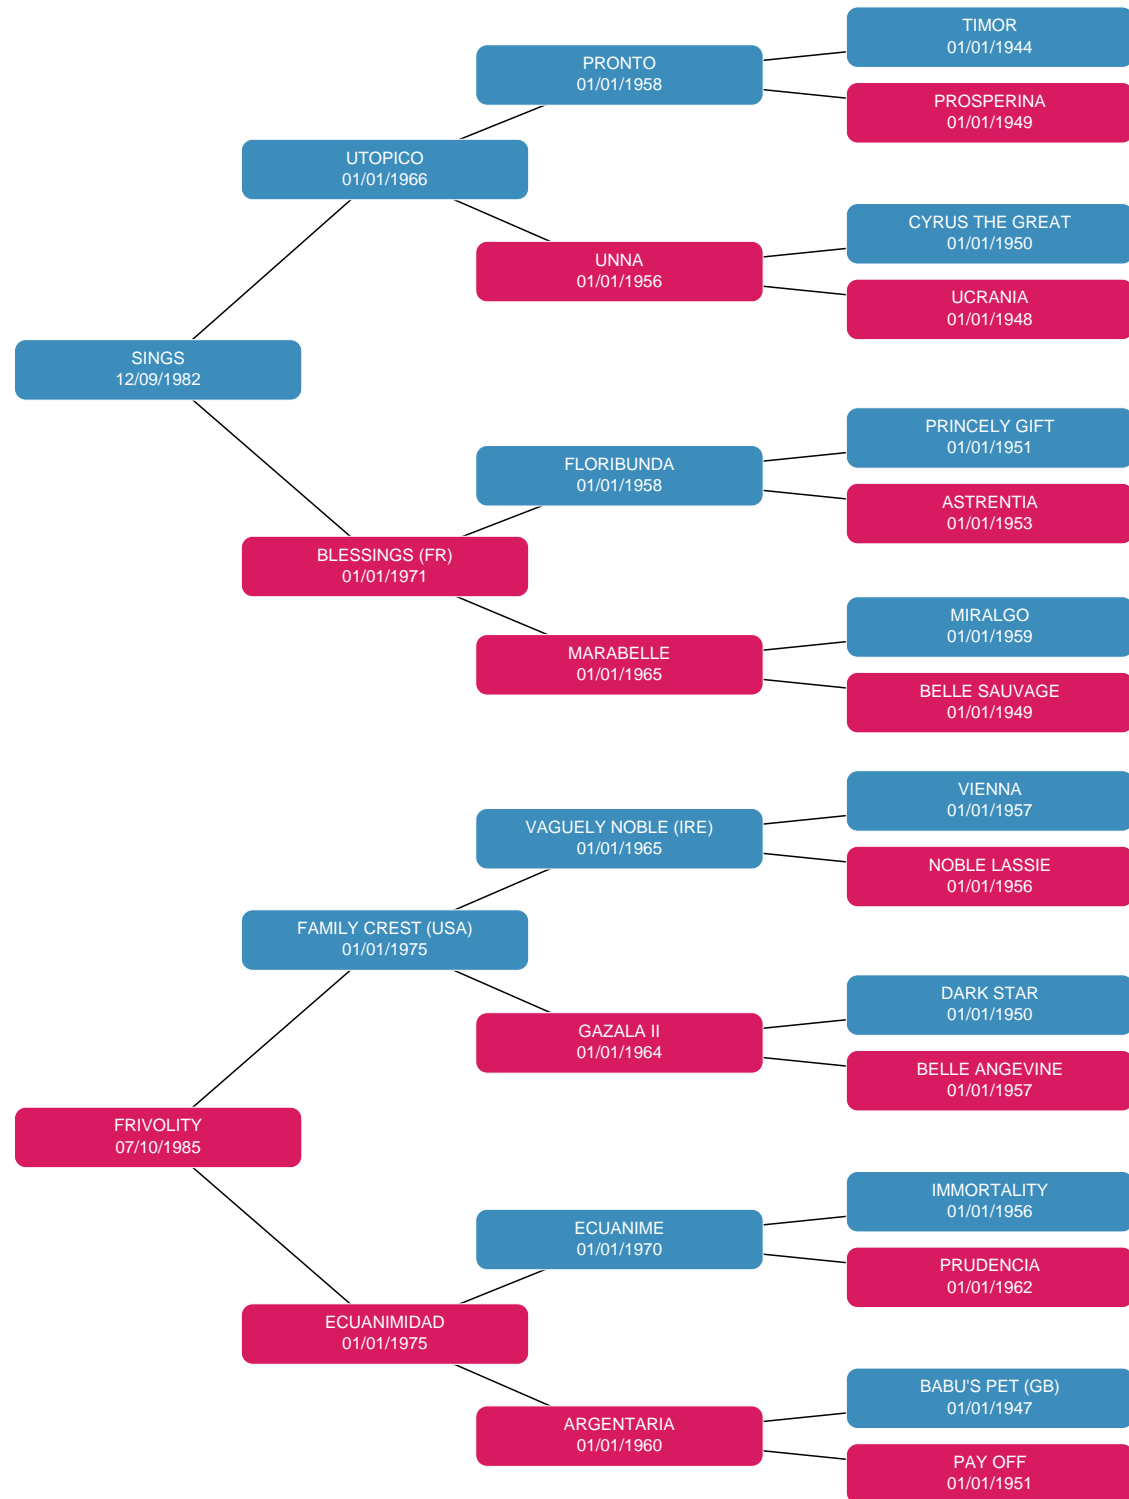 TIMOR
01/01/1944
PRONTO
01/01/1958
PROSPERINA
01/01/1949
UTOPICO
01/01/1966
CYRUS THE GREAT
01/01/1950
UNNA
01/01/1956
UCRANIA
01/01/1948
SINGS
12/09/1982
PRINCELY GIFT
01/01/1951
FLORIBUNDA
01/01/1958
ASTRENTIA
01/01/1953
BLESSINGS (FR)
01/01/1971
MIRALGO
01/01/1959
MARABELLE
01/01/1965
BELLE SAUVAGE
01/01/1949
VIENNA
01/01/1957
VAGUELY NOBLE (IRE)
01/01/1965
NOBLE LASSIE
01/01/1956
FAMILY CREST (USA)
01/01/1975
DARK STAR
01/01/1950
GAZALA II
01/01/1964
BELLE ANGEVINE
01/01/1957
FRIVOLITY
07/10/1985
IMMORTALITY
01/01/1956
ECUANIME
01/01/1970
PRUDENCIA
01/01/1962
ECUANIMIDAD
01/01/1975
BABU'S PET (GB)
01/01/1947
ARGENTARIA
01/01/1960
PAY OFF
01/01/1951